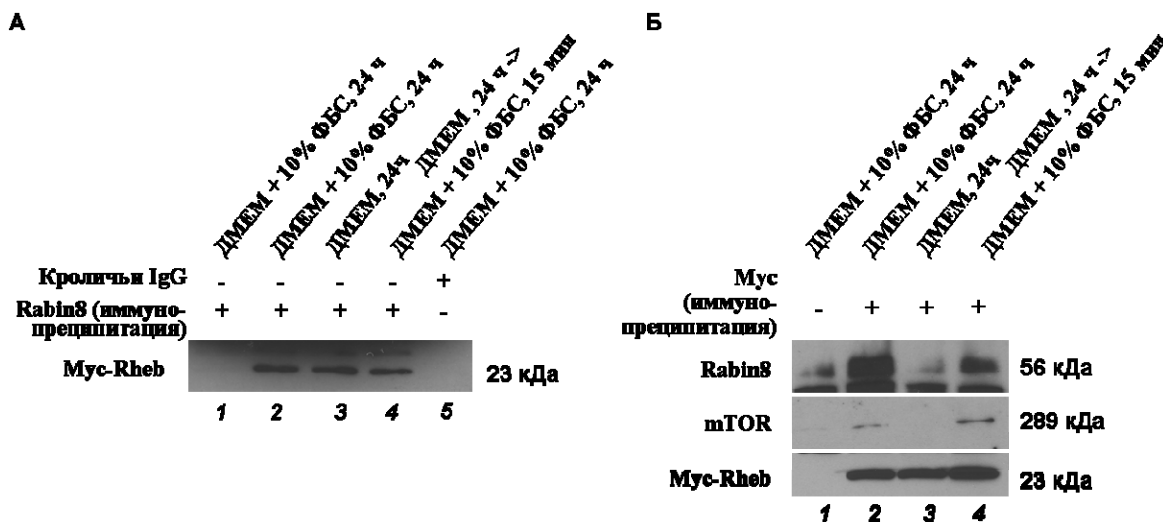 А
ДМЕМ + 10% ФБС, 24 ч
ДМЕМ + 10% ФБС, 24 ч
ДМЕМ, 24ч
ДМЕМ , 24 ч ->
ДМЕМ + 10% ФБС, 15 мин
ДМЕМ + 10% ФБС, 24 ч
Кроличьи IgG
- - - - +
Rabin8 (иммуно-
преципитация)
+ + + + -
Myc-Rheb
23 кДа
1 2 3 4 5
Б
ДМЕМ + 10% ФБС, 24 ч
ДМЕМ + 10% ФБС, 24 ч
ДМЕМ, 24ч
ДМЕМ , 24 ч ->
ДМЕМ + 10% ФБС, 15 мин
Myc
(иммуно-
преципитация)
- + + +
Rabin8
56 кДа
mTOR
289 кДа
Myc-Rheb
23 кДа
1 2 3 4